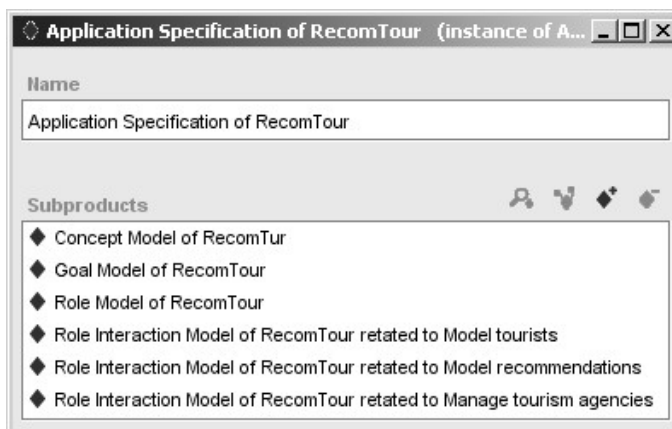 Application Specification of RecomTour (instance of A...
Name
Application Specification of RecomTour
Subproducts
Concept Model of RecomTur
Goal Model of RecomTour
Role Model of RecomTour
Role Interaction Model of RecomTour retated to Model tourists
Role Interaction Model of RecomTour retated to Model recommendations
Role Interaction Model of RecomTour retated to Manage tourism agencies